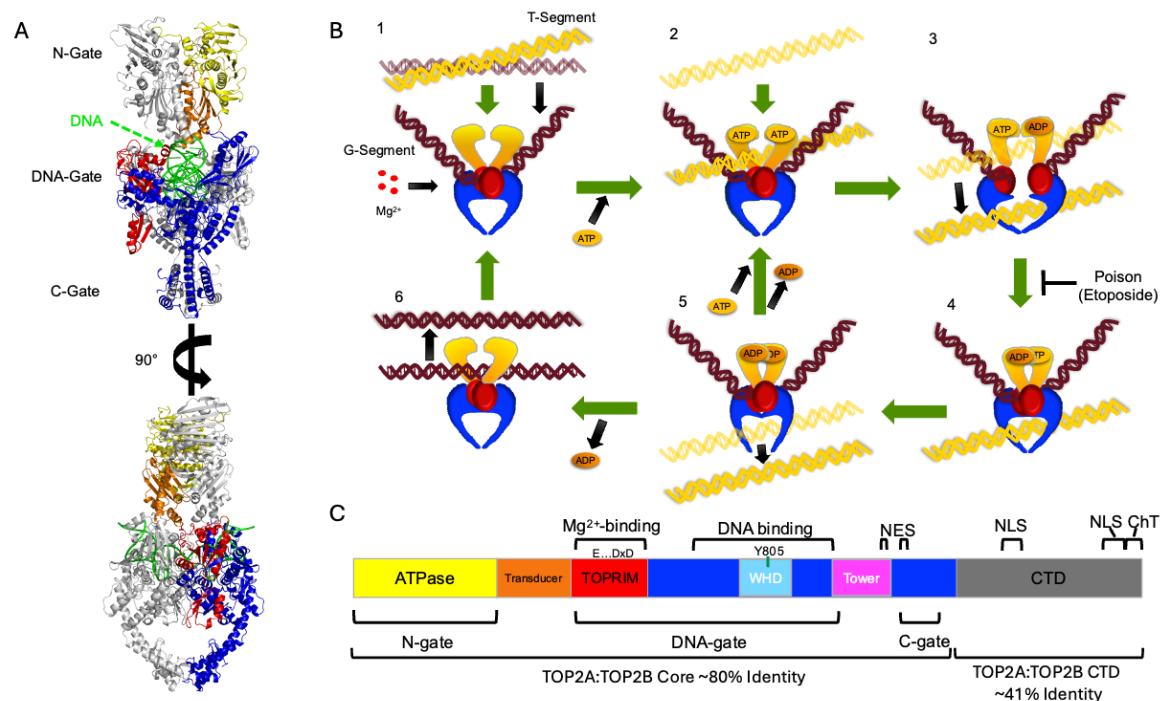 A
N-Gate
DNA
DNA-Gate
C-Gate
90°
B
1
T-Segment
G-Segment
Mg²⁺
ATP
2
ATP ATP
3
ATP ADP
Poison
(Etoposide)
4
ADP TP
5
ATP
ADP
ADP DP
6
ADP
C
Mg²⁺-binding
DNA binding
NES
NLS
NLS ChT
E...DxD
Y805
ATPase
Transducer
TOPRIM
WHD
Tower
CTD
N-gate
DNA-gate
C-gate
TOP2A:TOP2B Core ~80% Identity
TOP2A:TOP2B CTD
~41% Identity